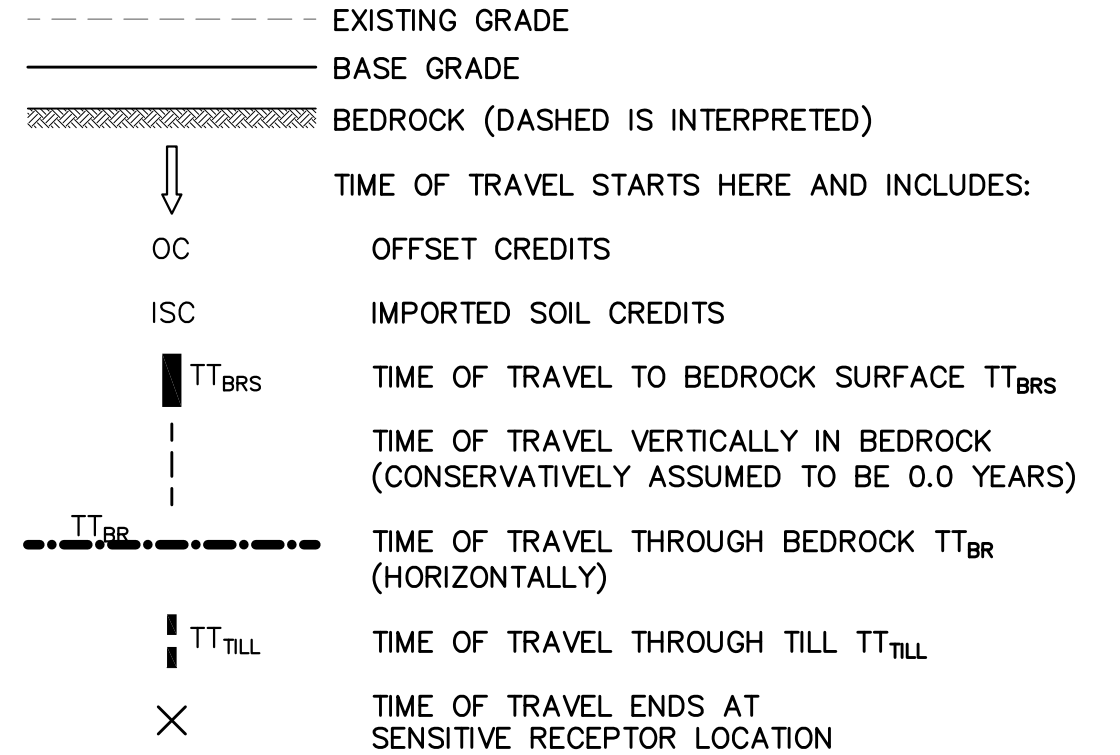 EXISTING GRADE
BASE GRADE
BEDROCK (DASHED IS INTERPRETED)
TIME OF TRAVEL STARTS HERE AND INCLUDES:
OC OFFSET CREDITS
ISC IMPORTED SOIL CREDITS
TTBRS TIME OF TRAVEL TO BEDROCK SURFACE TTBRS
TIME OF TRAVEL VERTICALLY IN BEDROCK
(CONSERVATIVELY ASSUMED TO BE 0.0 YEARS)
TTBR TIME OF TRAVEL THROUGH BEDROCK TTBR
(HORIZONTALLY)
TTTILL TIME OF TRAVEL THROUGH TILL TTTILL
TIME OF TRAVEL ENDS AT
SENSITIVE RECEPTOR LOCATION